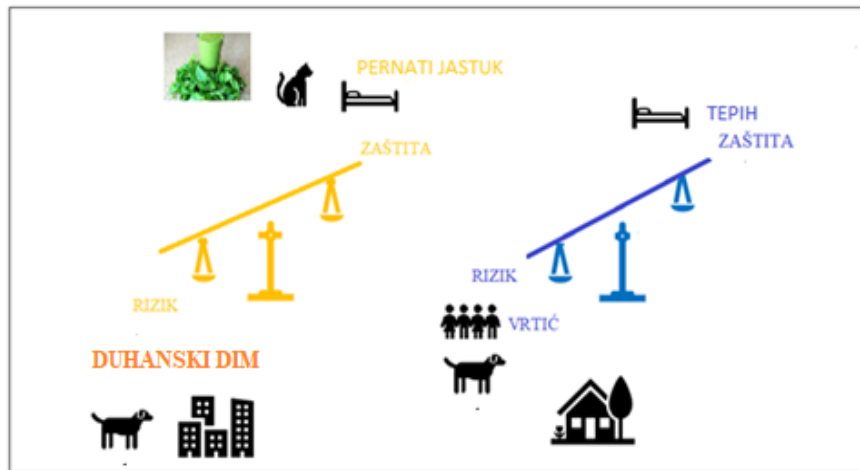 PERNATI JASTUK
ZAŠTITA
RIZIK
DUHANSKI DIM
TEPIH
ZAŠTITA
RIZIK
VRTIĆ